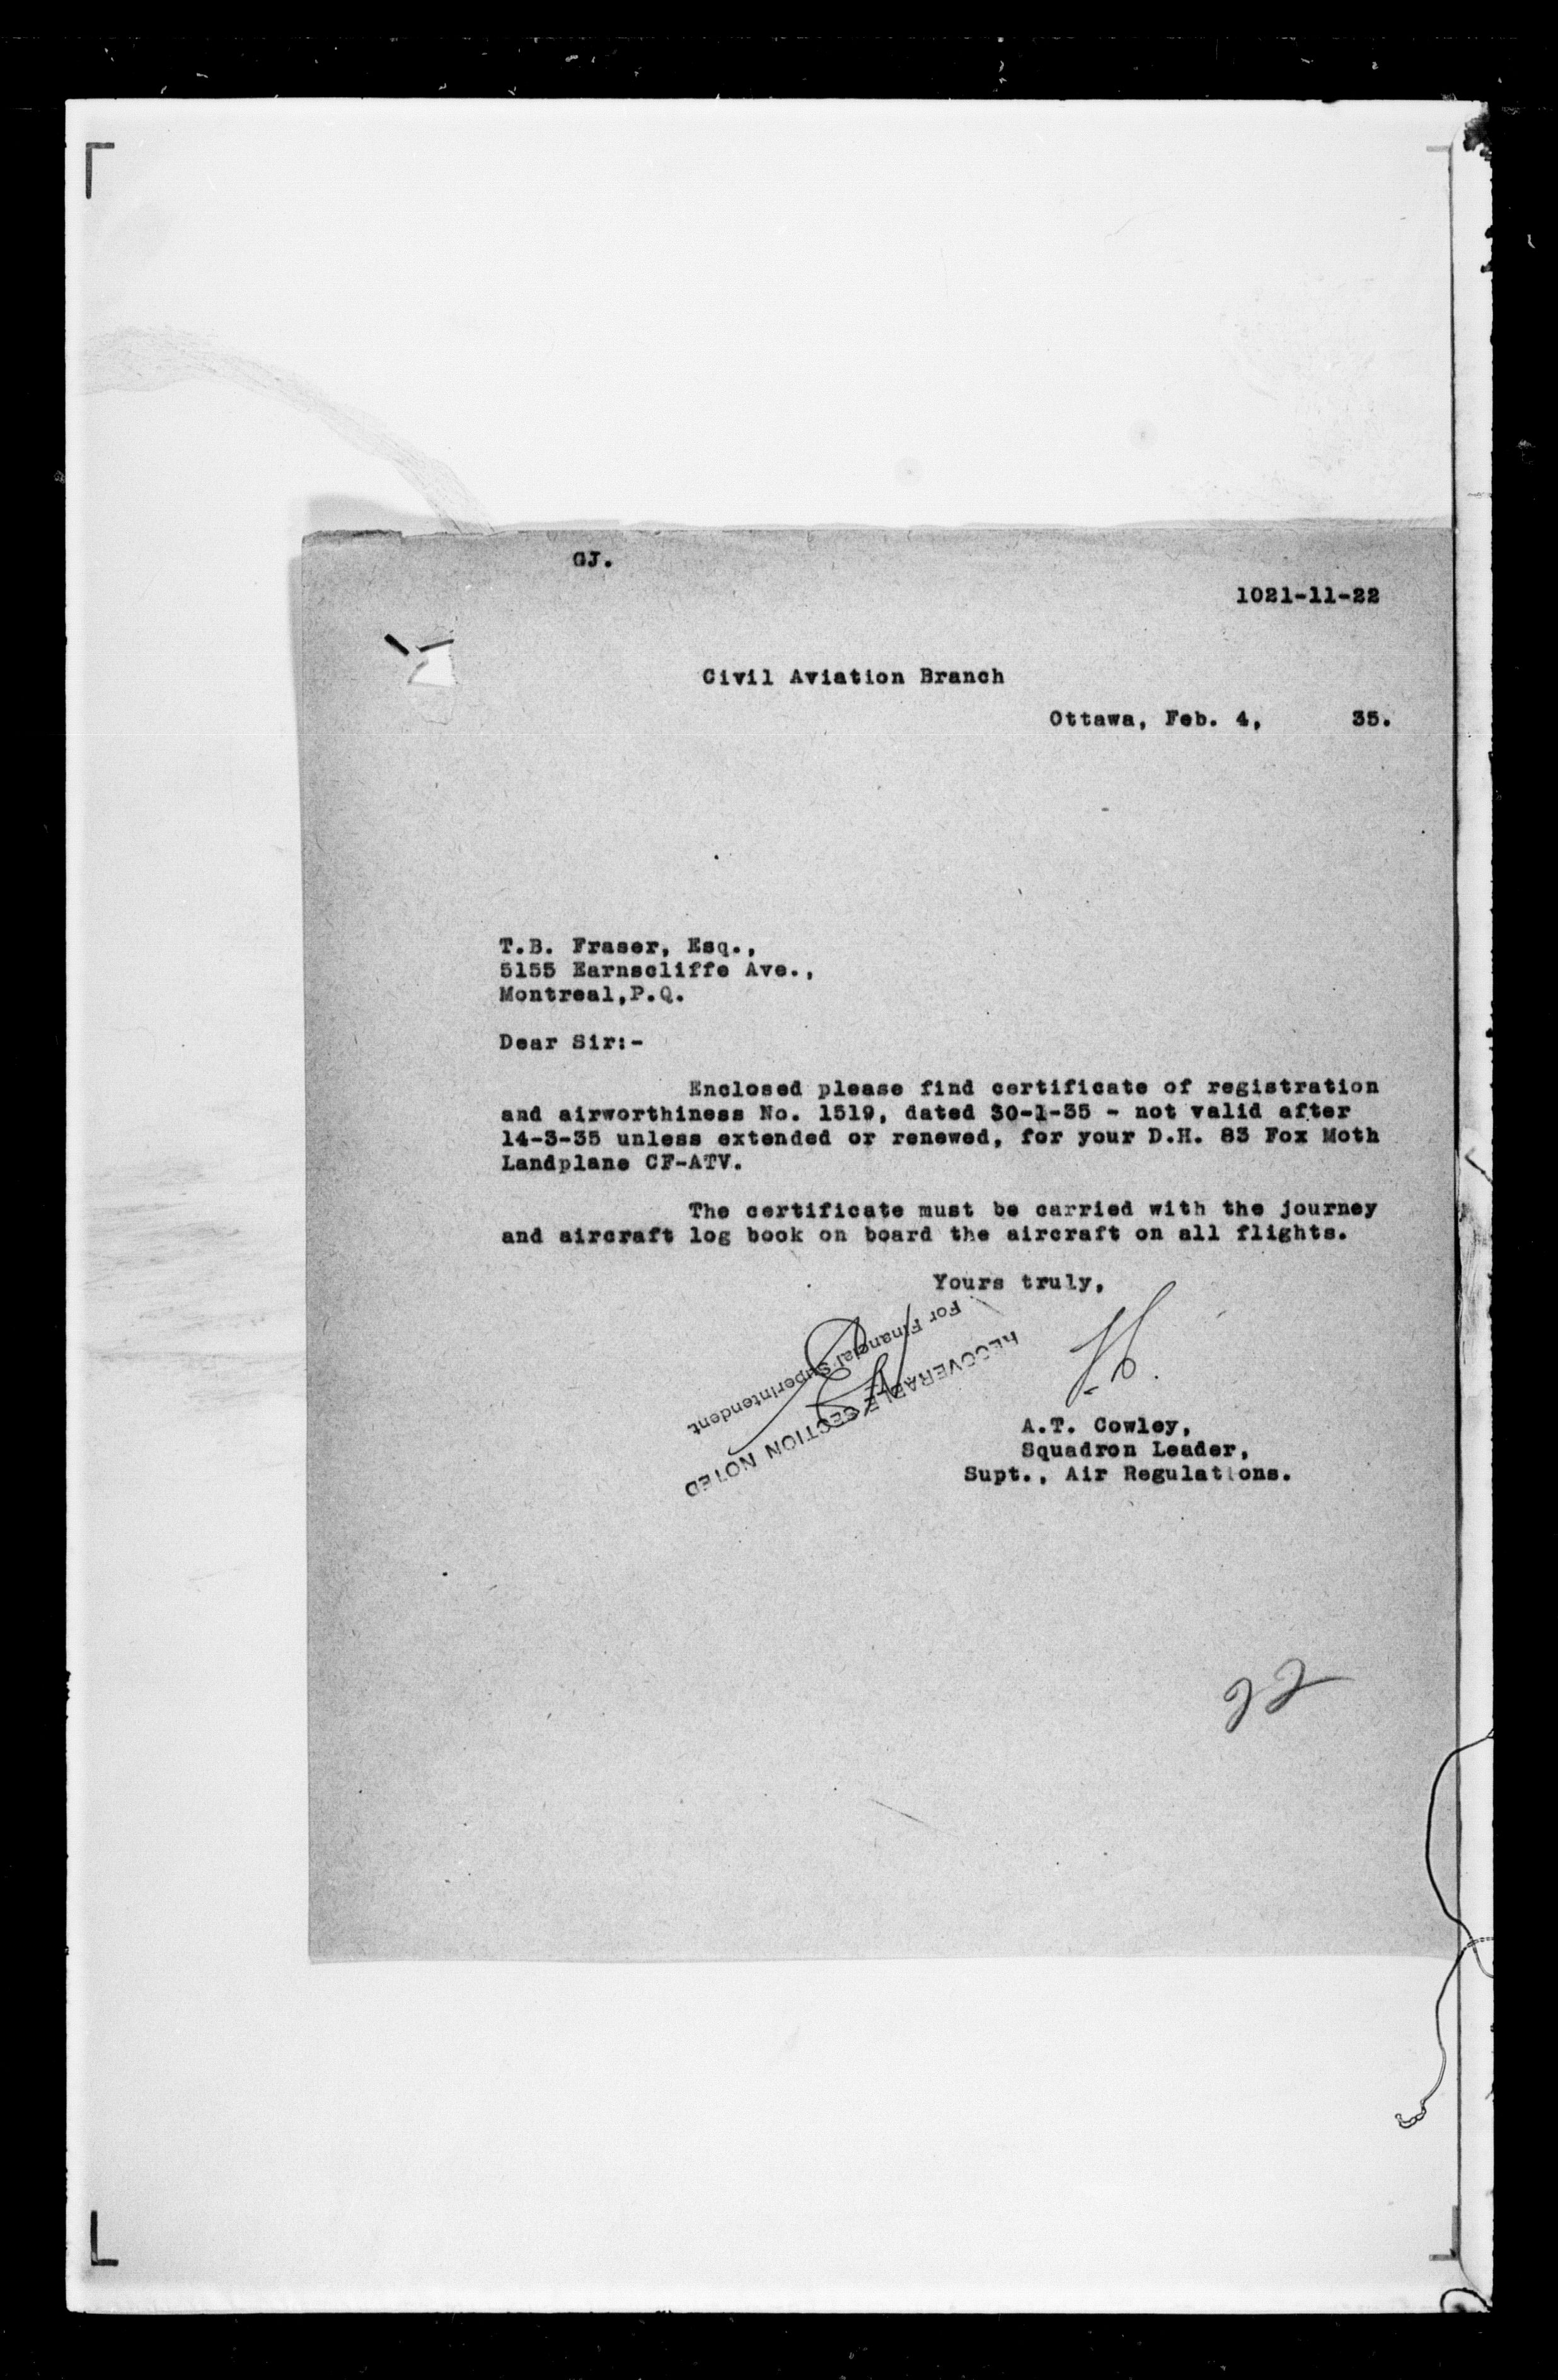 GJ.
1021-11-22
Civil Aviation Branch
Ottawa, Feb. 4, 35.
T.B. Fraser, Esq.,
5155 Earnscliffe Ave.,
Montreal,P.Q.
Dear Sir:-
Enclosed please find certificate of registration
and airworthiness No. 1519, dated 30-1-35 - not valid after
14-3-35 unless extended or renewed, for your D.H. 83 Fox Moth
Landplane CF-ATV.
The certificate must be carried with the journey
and aircraft log book on board the aircraft on all flights.
Yours truly,
RECOVERABLE SECTION NOTED
For Financial Superintendent
A.T. Cowley,
Squadron Leader,
Supt., Air Regulations.
22